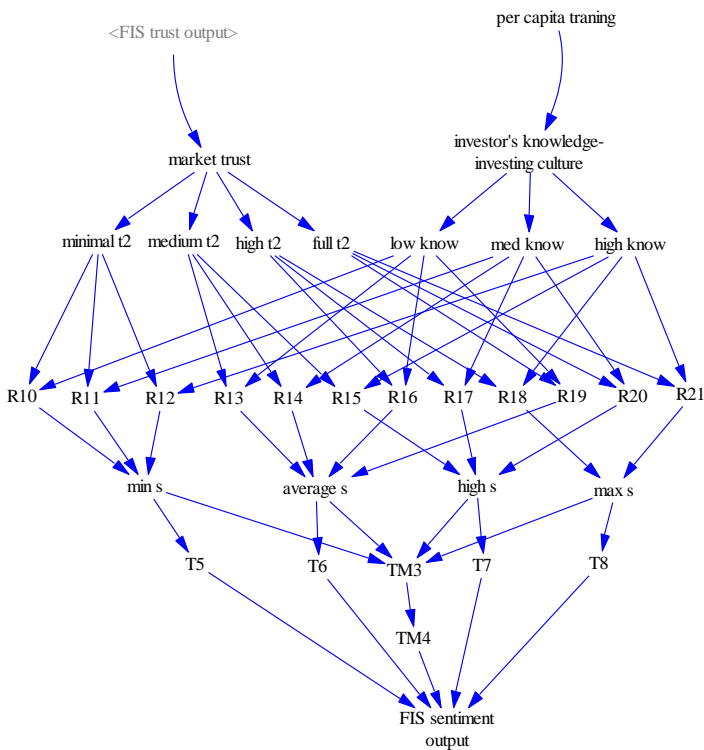 <FIS trust output>
per capita traning
market trust
investor's knowledge-
investing culture
minimal t2
medium t2
high t2
full t2
low know
med know
high know
R10
R11
R12
R13
R14
R15
R16
R17
R18
R19
R20
R21
min s
average s
high s
max s
T5
T6
TM3
T7
T8
TM4
FIS sentiment
output